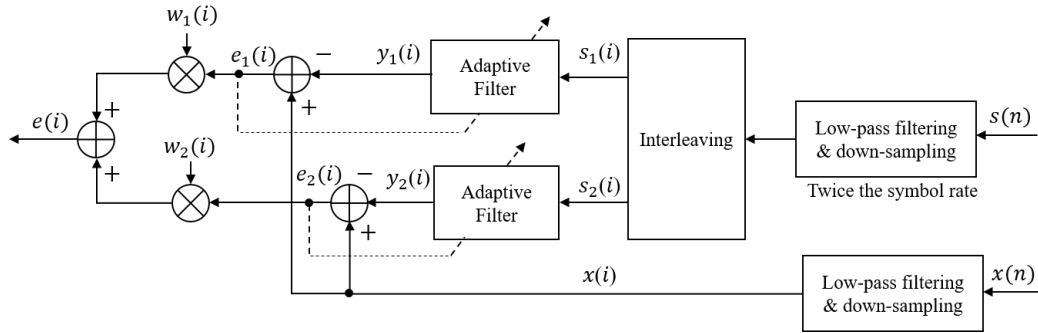 w₁(i)
e₁(i)
−
y₁(i)
Adaptive
Filter
s₁(i)
+
+
e(i)
Interleaving
Low-pass filtering
& down-sampling
s(n)
Twice the symbol rate
w₂(i)
+
e₂(i)
−
y₂(i)
Adaptive
Filter
s₂(i)
+
x(i)
Low-pass filtering
& down-sampling
x(n)